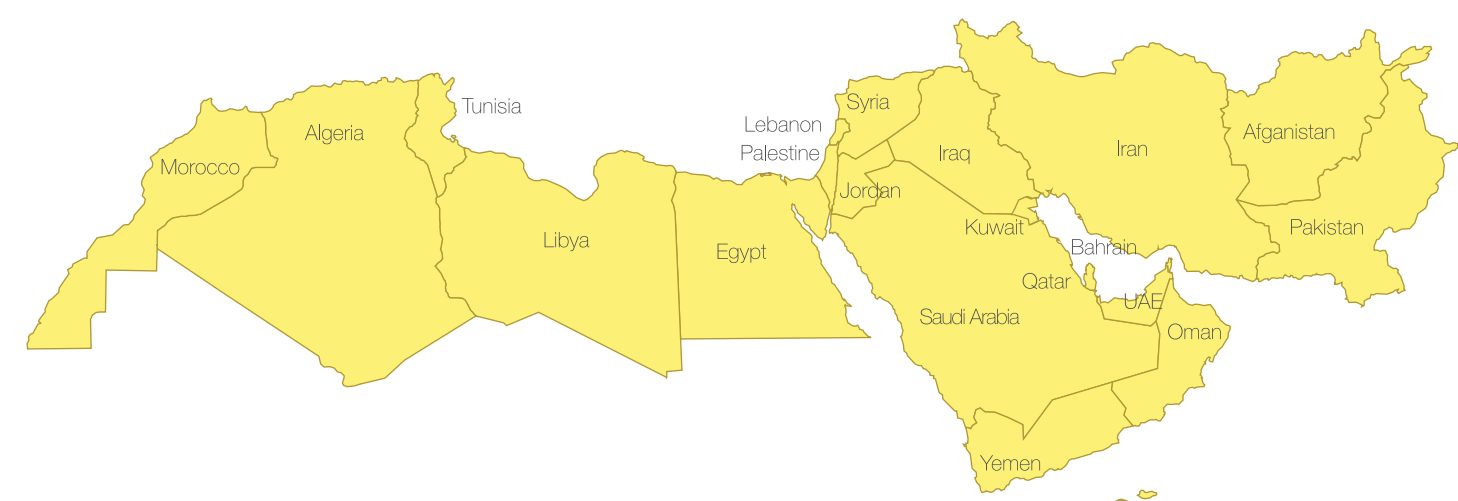 Tunisia
Algeria
Morocco
Libya
Egypt
Syria
Lebanon
Palestine
Jordan
Iraq
Iran
Afganistan
Pakistan
Kuwait
Bahrain
Qatar
UAE
Saudi Arabia
Oman
Yemen